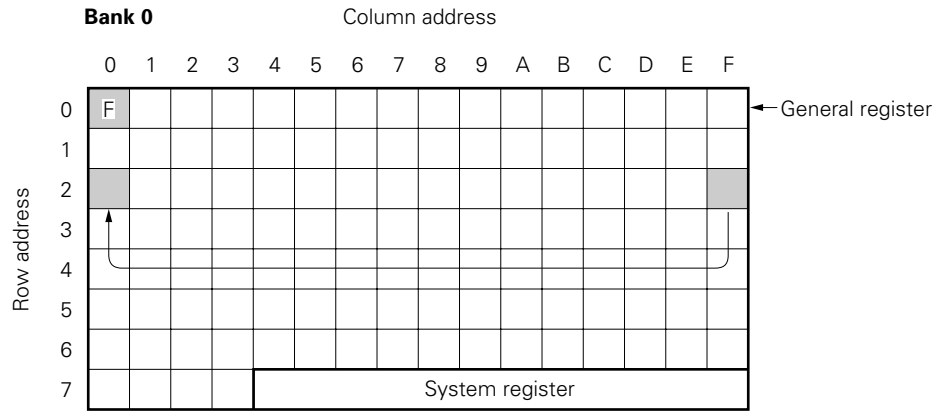 Bank 0 Column address
0 1 2 3 4 5 6 7 8 9 A B C D E F
0 F General register
1
2
3
4
5
6
7 System register
Row address